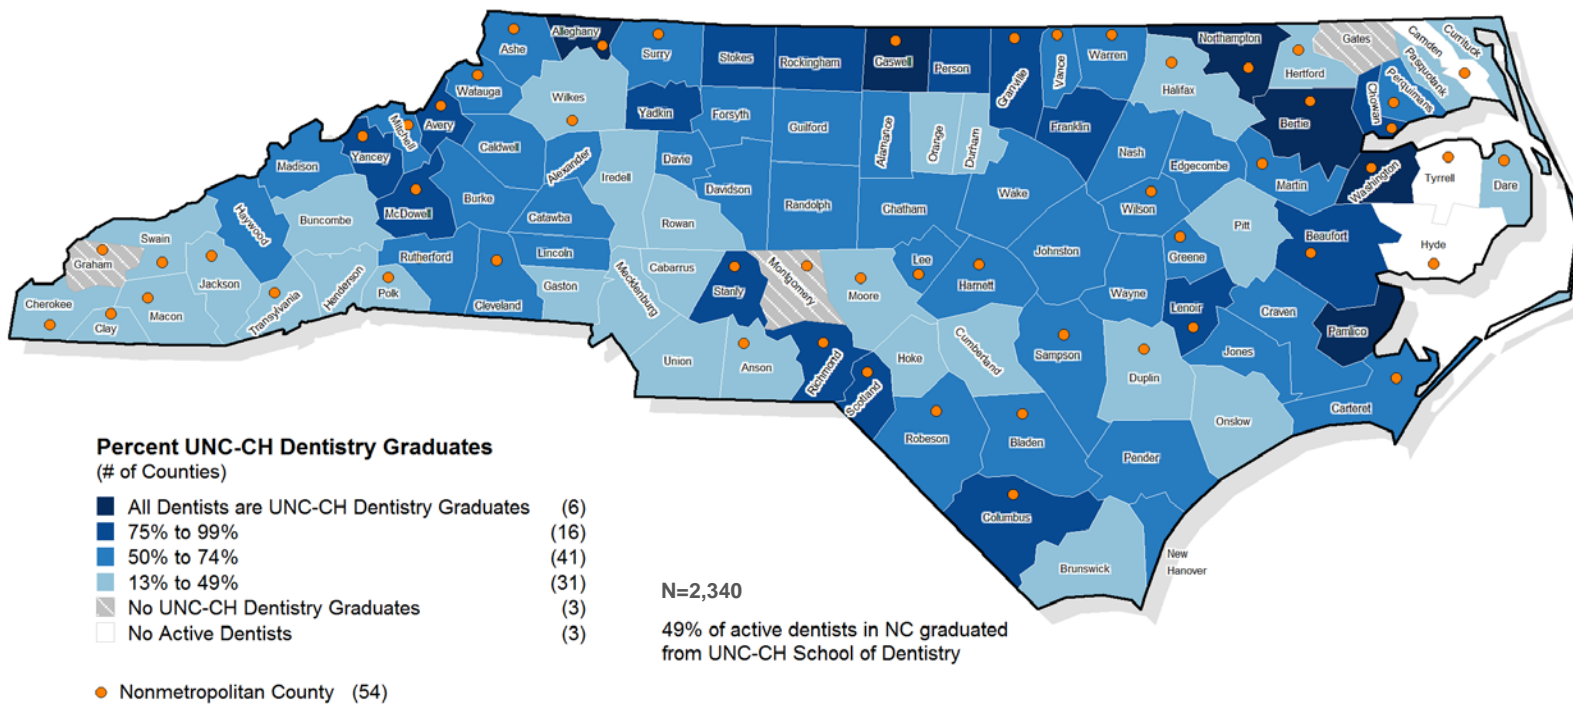 Ashe
Alleghany
Surry
Stokes
Rockingham
Caswell
Person
Granville
Vance
Warren
Northampton
Gates
Camden
Currituck
Pasquotank
Perquimans
Chowan
Hertford
Halifax
Bertie
Watauga
Wilkes
Yadkin
Forsyth
Guilford
Alamance
Orange
Durham
Franklin
Nash
Edgecombe
Martin
Washington
Tyrrell
Dare
Mitchell
Avery
Yancey
Madison
Caldwell
Alexander
Davie
Iredell
Davidson
Randolph
Chatham
Wake
Wilson
Pitt
Beaufort
Hyde
Haywood
Buncombe
McDowell
Burke
Catawba
Rowan
Swain
Graham
Jackson
Rutherford
Lincoln
Cabarrus
Stanly
Montgomery
Moore
Lee
Harnett
Johnston
Greene
Wayne
Lenoir
Craven
Pamlico
Cherokee
Clay
Macon
Transylvania
Henderson
Polk
Cleveland
Gaston
Mecklenburg
Union
Anson
Richmond
Scotland
Hoke
Cumberland
Sampson
Duplin
Jones
Onslow
Carteret
Robeson
Bladen
Pender
Columbus
Brunswick
New
Hanover
Percent UNC-CH Dentistry Graduates
(# of Counties)
All Dentists are UNC-CH Dentistry Graduates (6)
75% to 99% (16)
50% to 74% (41)
13% to 49% (31)
No UNC-CH Dentistry Graduates (3)
No Active Dentists (3)
Nonmetropolitan County (54)
N=2,340
49% of active dentists in NC graduated
from UNC-CH School of Dentistry